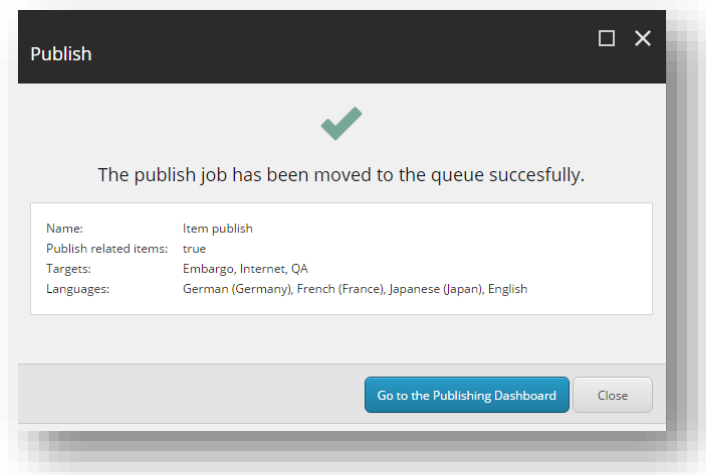 Publish
The publish job has been moved to the queue succesfully.
Name: Item publish
Publish related items: true
Targets: Embargo, Internet, QA
Languages: German (Germany), French (France), Japanese (Japan), English
Go to the Publishing Dashboard Close